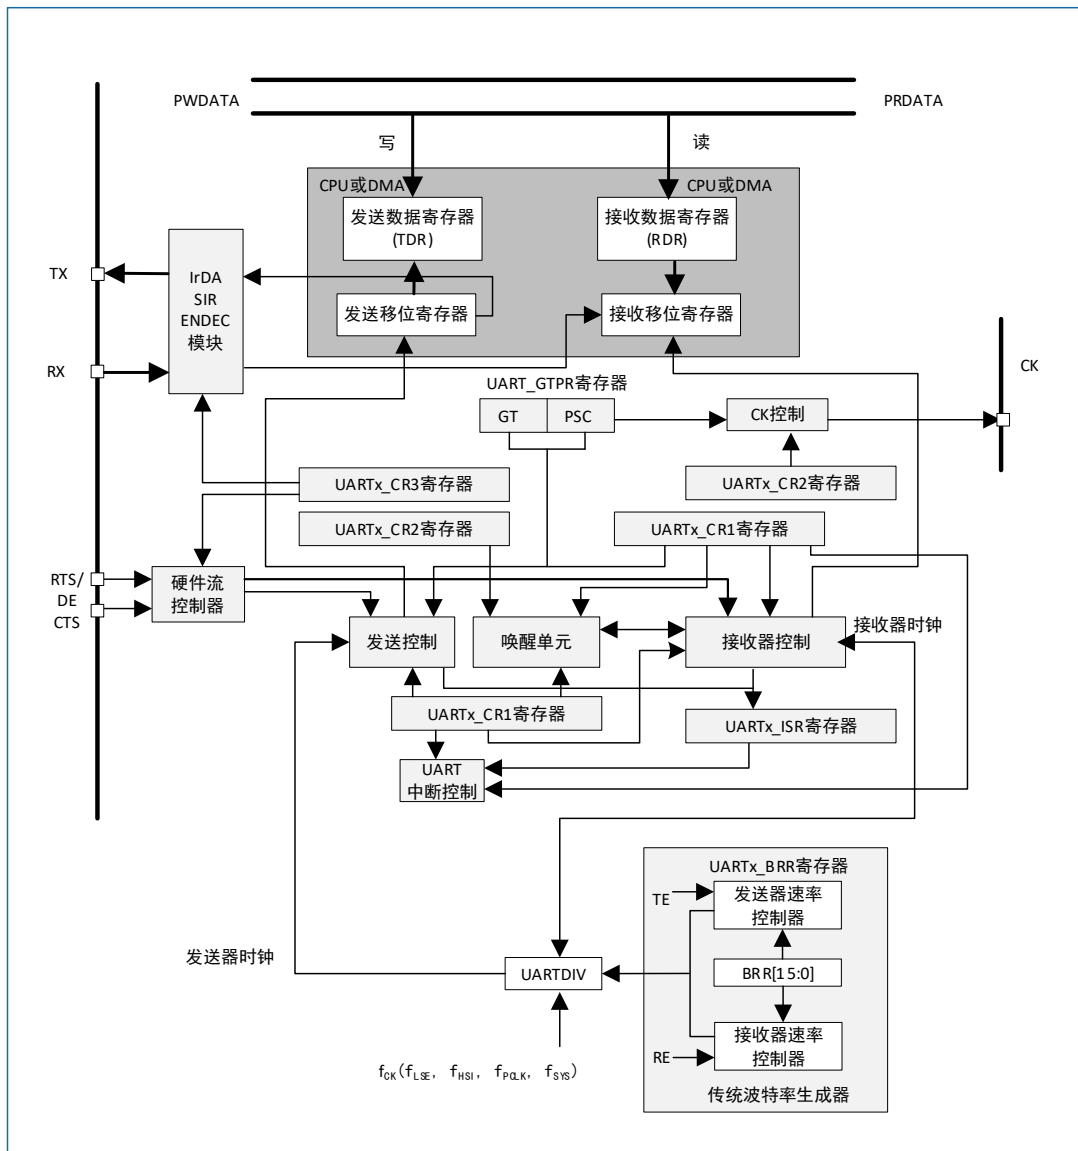 PWDATA
PRDATA
写
读
CPU或DMA
CPU或DMA
发送数据寄存器
(TDR)
接收数据寄存器
(RDR)
TX
IrDA
SIR
ENDEC
模块
发送移位寄存器
接收移位寄存器
RX
CK
UART_GTPR寄存器
GT
PSC
CK控制
UARTx_CR3寄存器
UARTx_CR2寄存器
UARTx_CR2寄存器
UARTx_CR1寄存器
RTS/
DE
CTS
硬件流
控制器
接收器时钟
发送控制
唤醒单元
接收器控制
UARTx_CR1寄存器
UARTx_ISR寄存器
UART
中断控制
UARTx_BRR寄存器
TE
发送器速率
控制器
发送器时钟
UARTDIV
BRR[15:0]
RE
接收器速率
控制器
fCK(fLSE, fHSI, fPCLK, fSYS)
传统波特率生成器